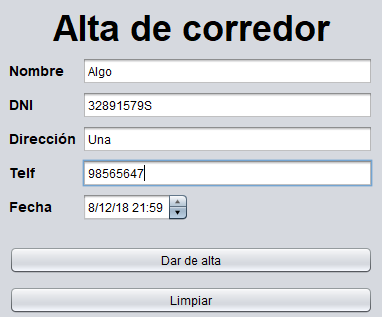 Alta de corredor
Nombre Algo
DNI 32891579S
Dirección Una
Telf 98565647
Fecha 8/12/18 21:59
Dar de alta
Limpiar